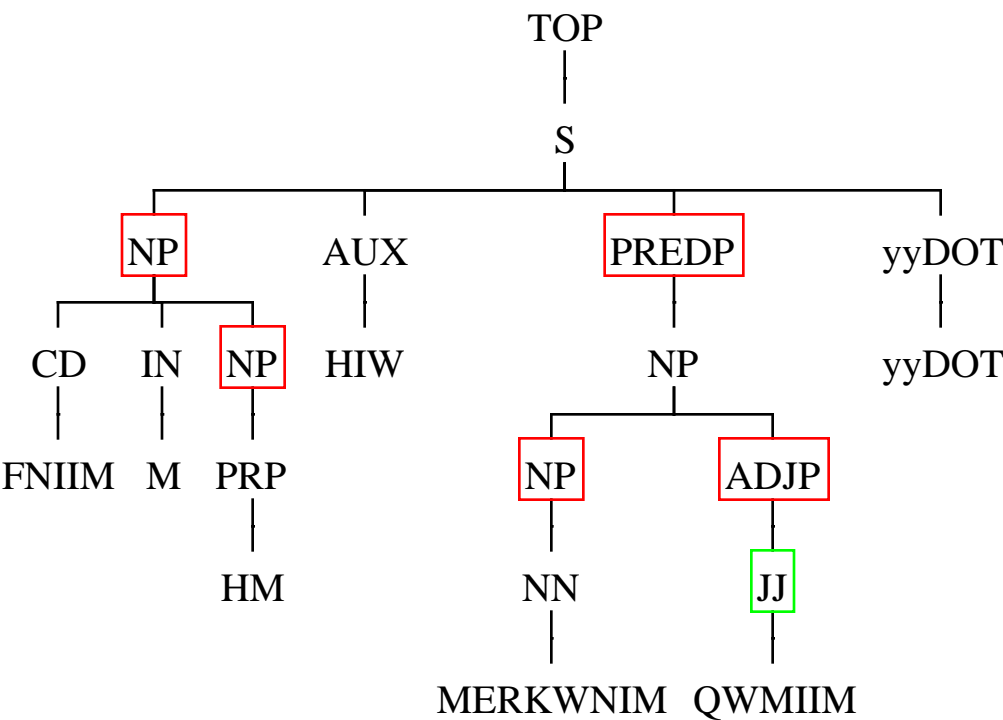 TOP
S
NP AUX PREDP yyDOT
CD IN NP HIW NP yyDOT
FNIIM M PRP NP ADJP
HM NN JJ
MERKWNIM QWMIIM